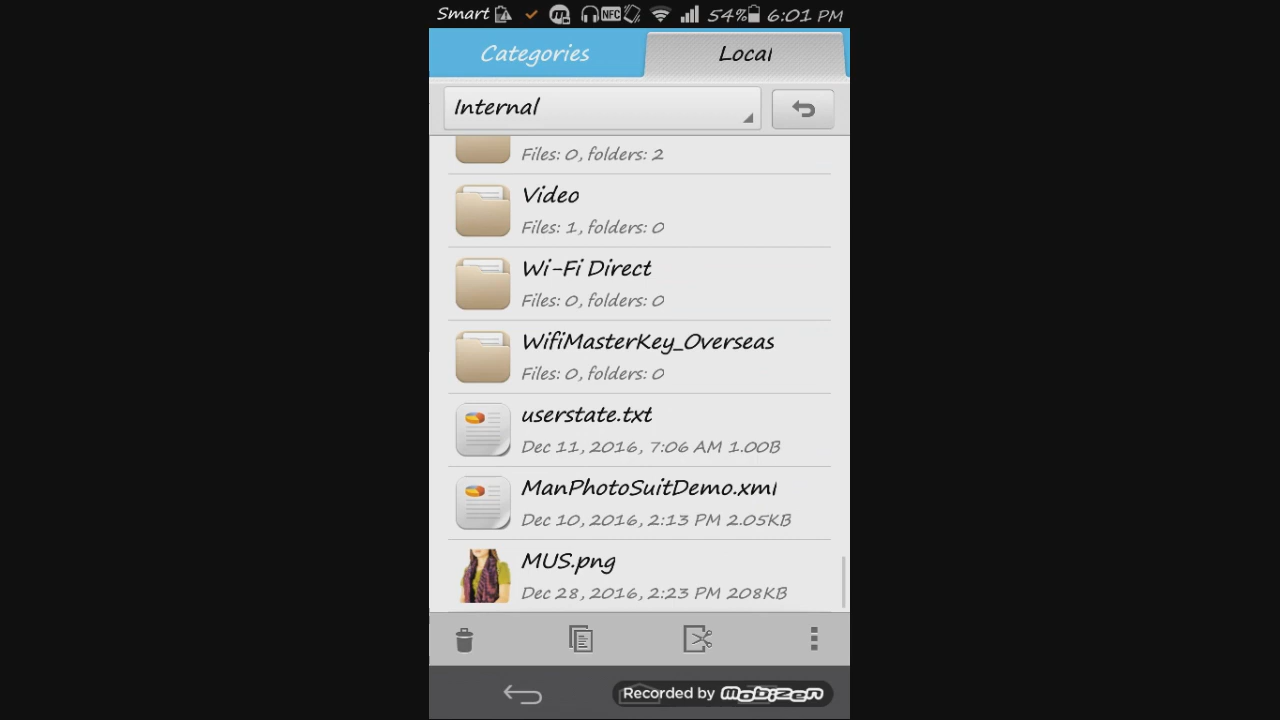 Smart NFC 54% 6:01 PM
Categories Local
Internal
Files: 0, folders: 2
Video
Files: 1, folders: 0
Wi-Fi Direct
Files: 0, folders: 0
WifiMasterKey_Overseas
Files: 0, folders: 0
userstate.txt
Dec 11, 2016, 7:06 AM 1.00B
ManPhotoSuitDemo.xml
Dec 10, 2016, 2:13 PM 2.05KB
MUS.png
Dec 28, 2016, 2:23 PM 208KB
Recorded by MOBIZEN